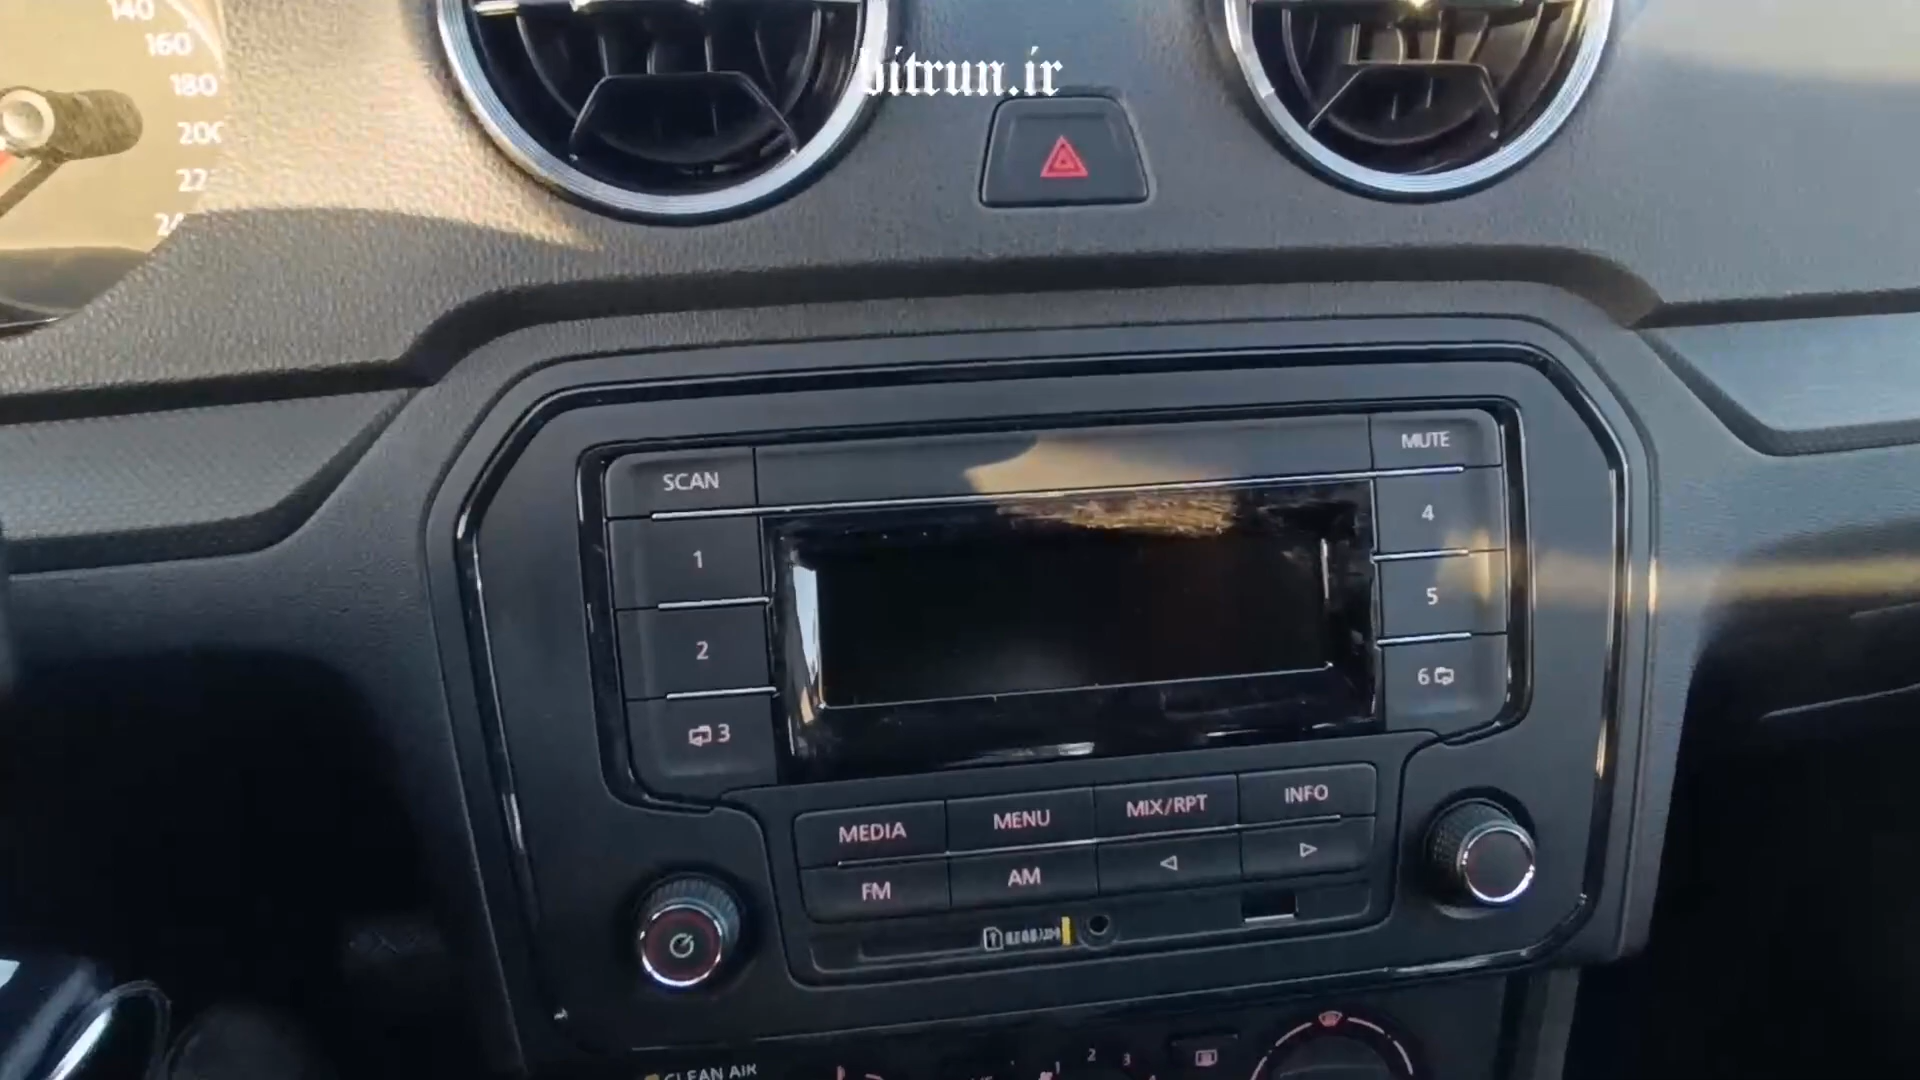 140
160
180
bitrun.ir
SCAN
MUTE
1
4
2
5
3
6
MEDIA
MENU
MIX/RPT
INFO
FM
AM
CLEAN AIR
1
2
3